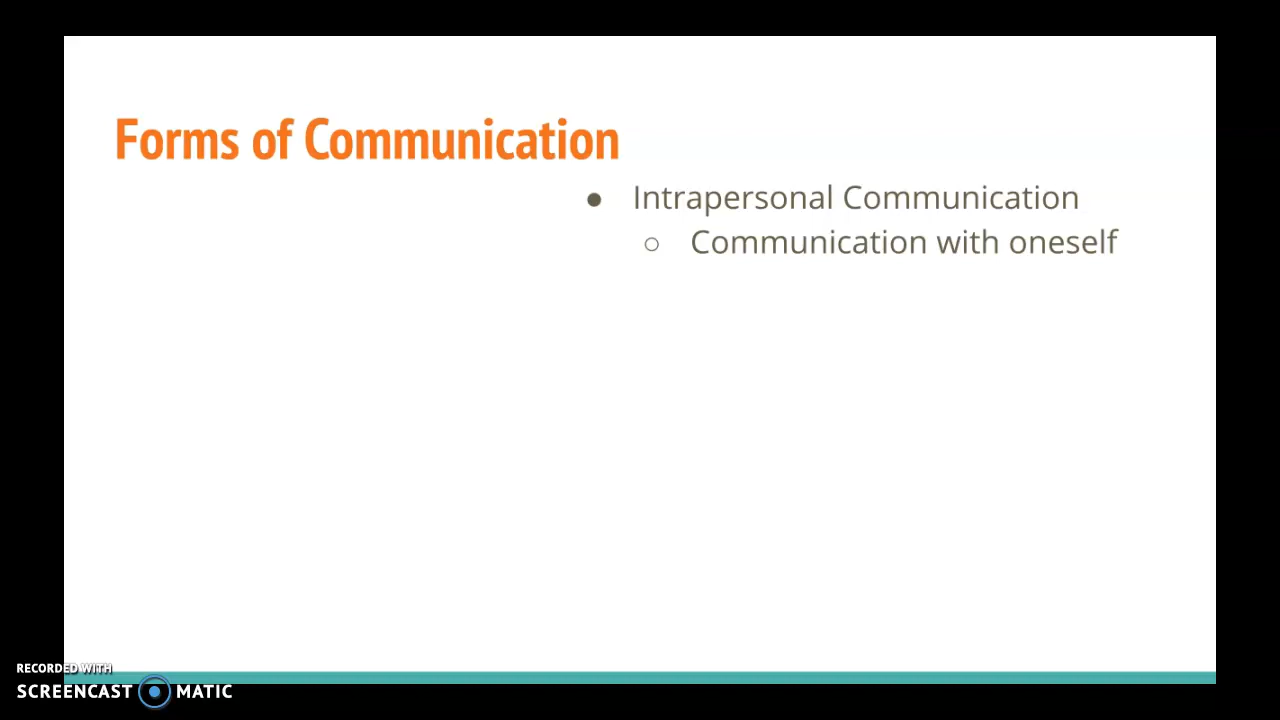 Forms of Communication
● Intrapersonal Communication
○ Communication with oneself
RECORDED WITH
SCREENCAST MATIC